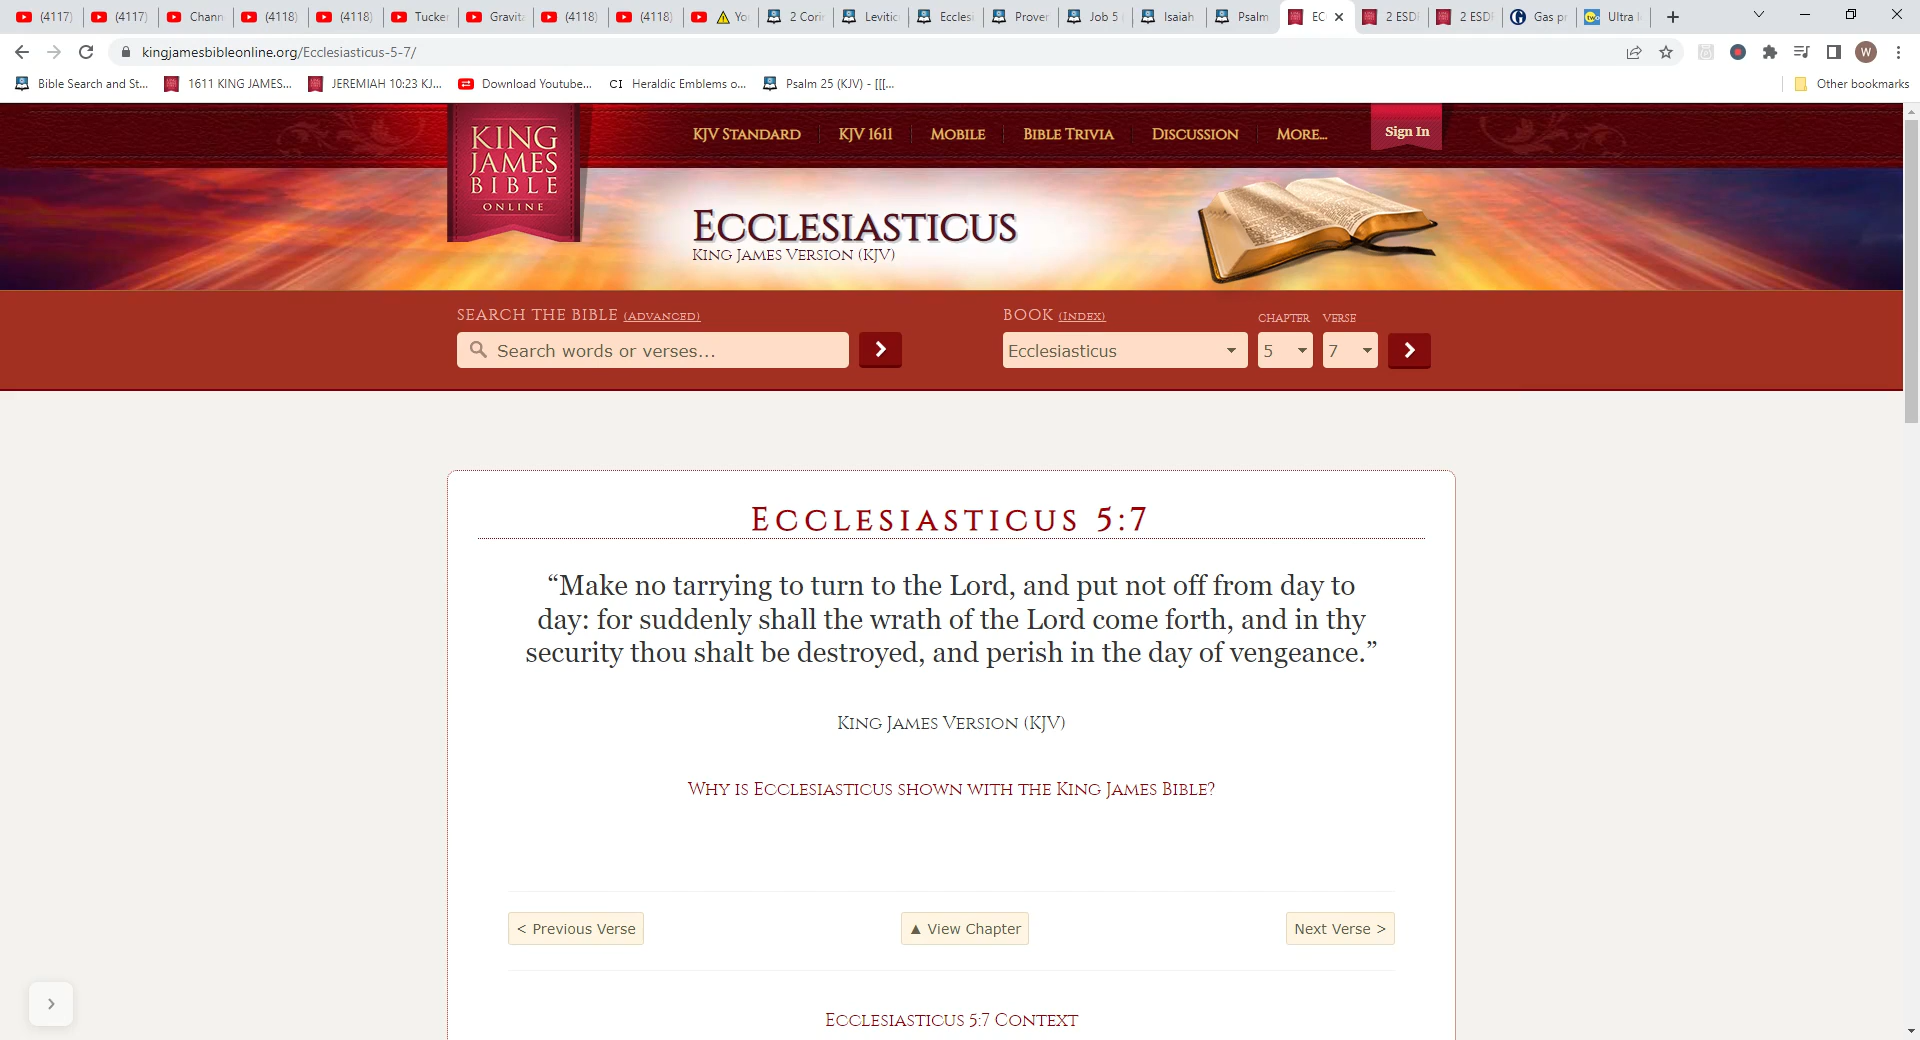 (4117) (4117) Chann (4118) (4118) Tucker Gravita (4118) (4118) Yo 2 Corin Levitic Ecclesi Prover Job 5 Isaiah Psalm EC 2 ESD 2 ESD Gas p Ultra
kingjamesbibleonline.org/Ecclesiasticus-5-7/
W
Bible Search and St... 1611 KING JAMES... JEREMIAH 10:23 KJ... Download Youtube... CI Heraldic Emblems o... Psalm 25 (KJV) - [[[... Other bookmarks
KING
JAMES
BIBLE
ONLINE
KJV Standard KJV 1611 Mobile Bible Trivia Discussion More... Sign In
Ecclesiasticus
King James Version (KJV)
SEARCH THE BIBLE (Advanced) BOOK (Index) CHAPTER VERSE
Search words or verses... Ecclesiasticus 5 7
Ecclesiasticus 5:7
“Make no tarrying to turn to the Lord, and put not off from day to
day: for suddenly shall the wrath of the Lord come forth, and in thy
security thou shalt be destroyed, and perish in the day of vengeance.”
King James Version (KJV)
Why is Ecclesiasticus shown with the King James Bible?
< Previous Verse ▲ View Chapter Next Verse >
Ecclesiasticus 5:7 Context